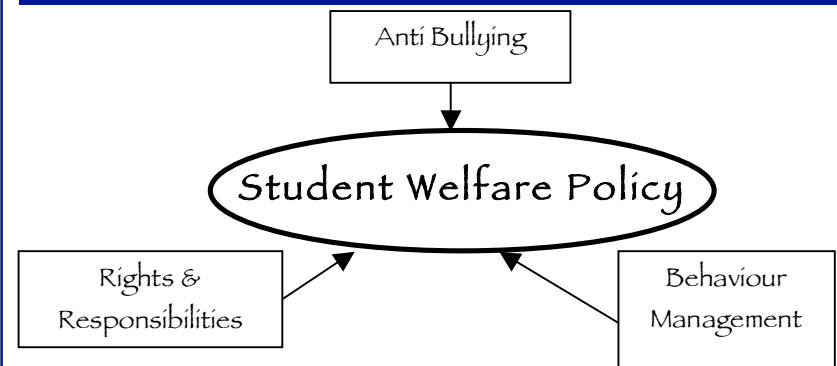 Anti Bullying
Student Welfare Policy
Rights &
Responsibilities
Behaviour
Management